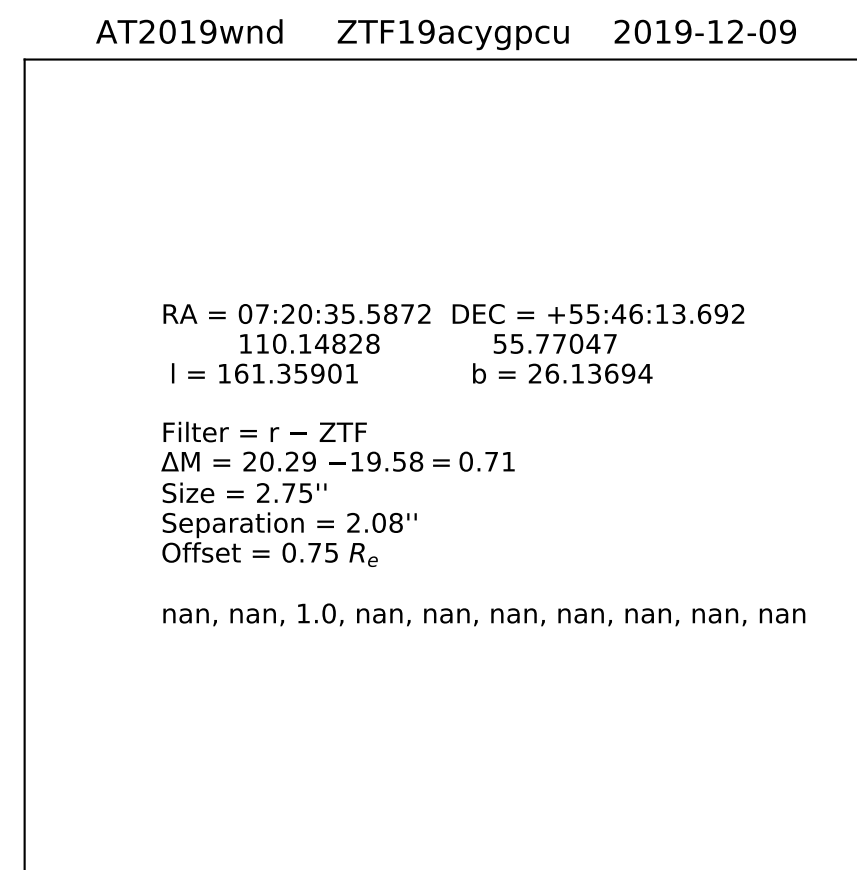 AT2019wnd ZTF19acygpcu 2019-12-09
RA = 07:20:35.5872 DEC = +55:46:13.692
110.14828 55.77047
l = 161.35901 b = 26.13694
Filter = r − ZTF
ΔM = 20.29 −19.58 = 0.71
Size = 2.75''
Separation = 2.08''
Offset = 0.75 Rₑ
nan, nan, 1.0, nan, nan, nan, nan, nan, nan, nan